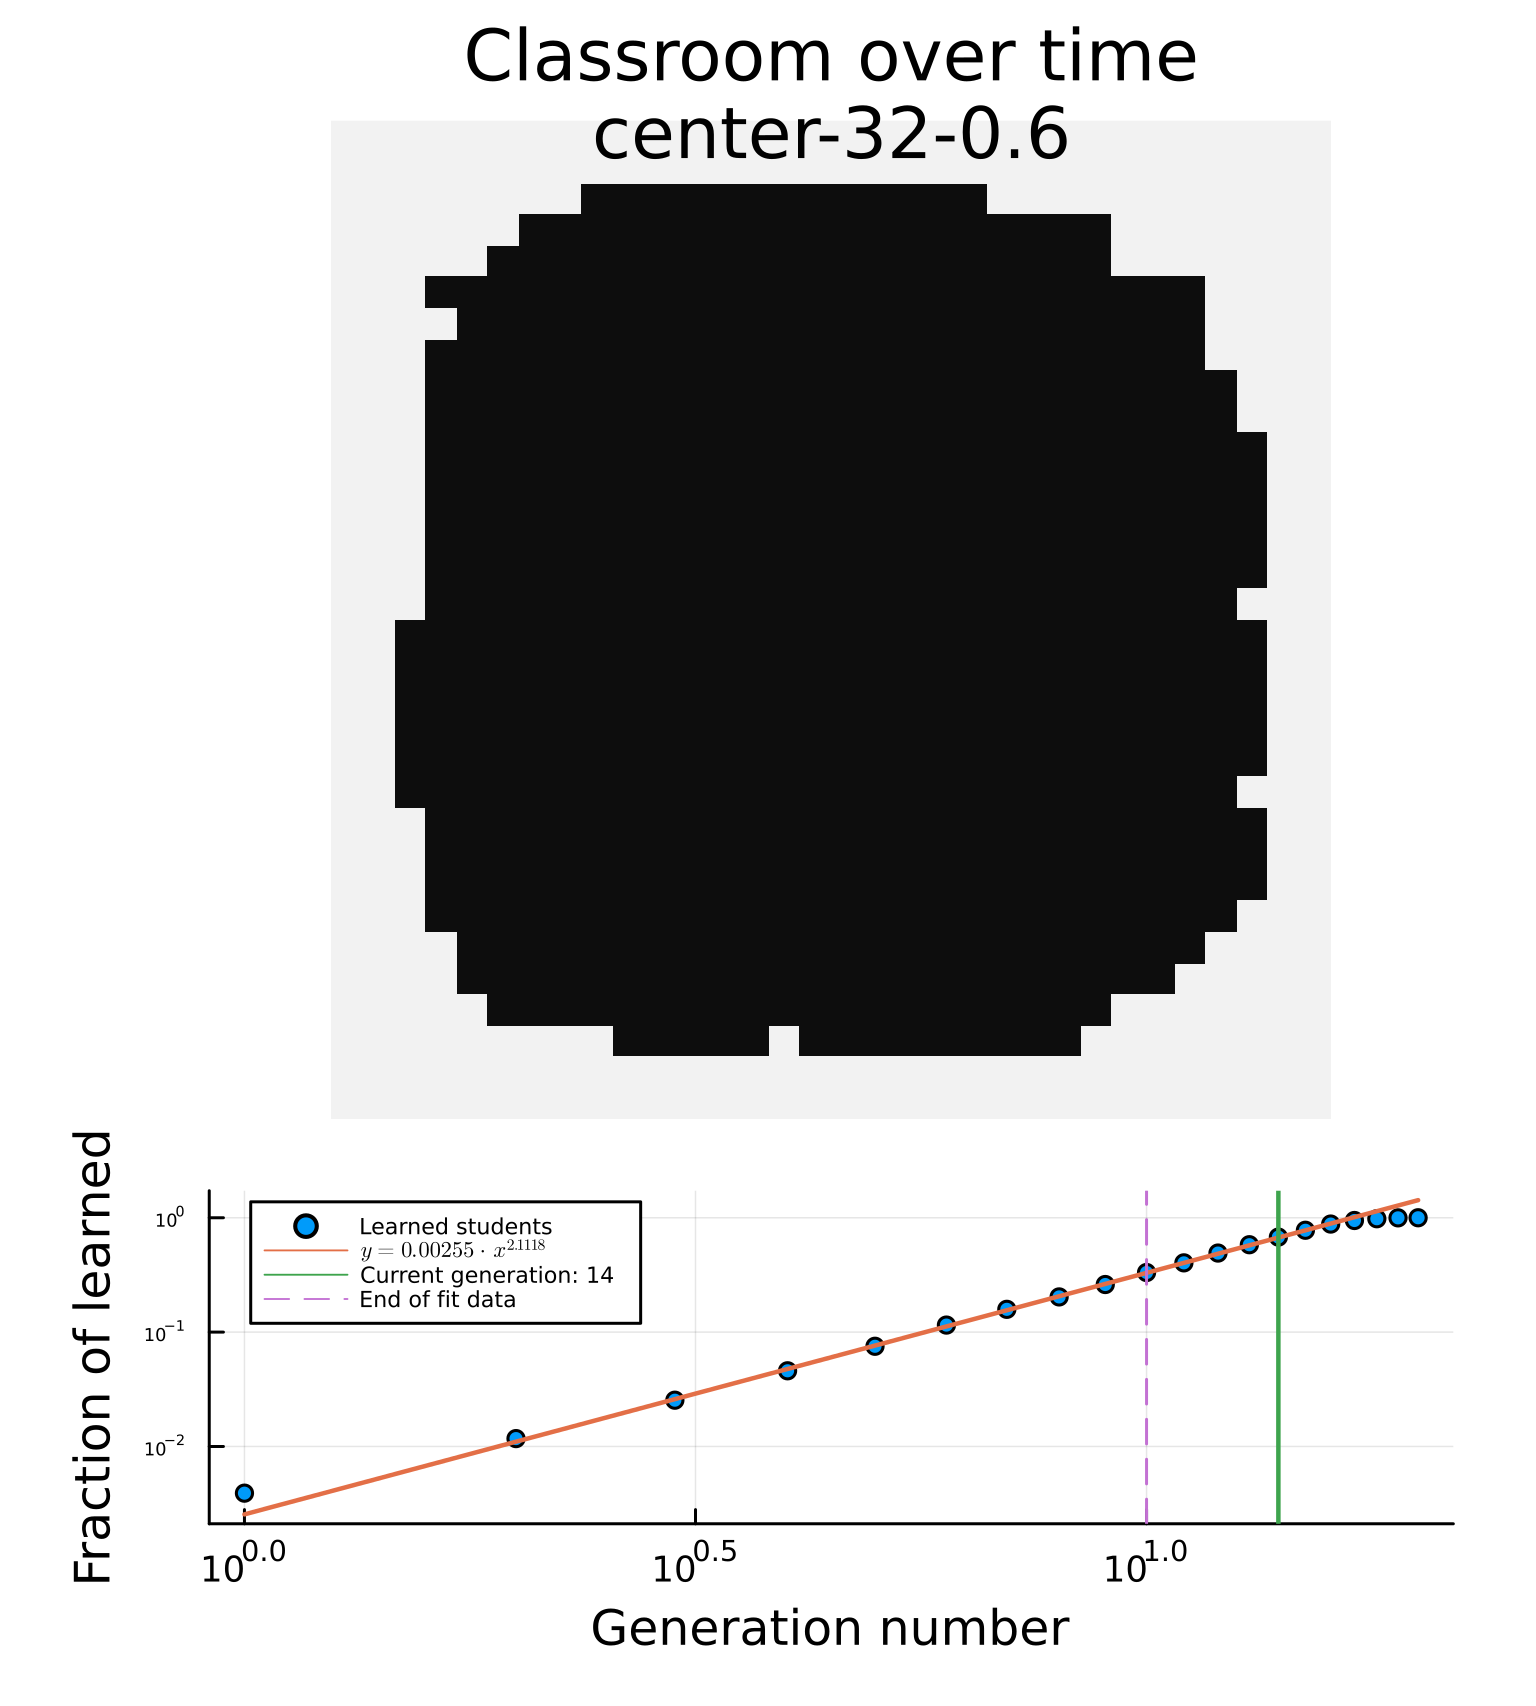 Classroom over time
center-32-0.6
Fraction of learned
10⁰
10⁻¹
10⁻²
Learned students
y = 0.00255 · x^2.1118
Current generation: 14
End of fit data
10^0.0
10^0.5
10^1.0
Generation number